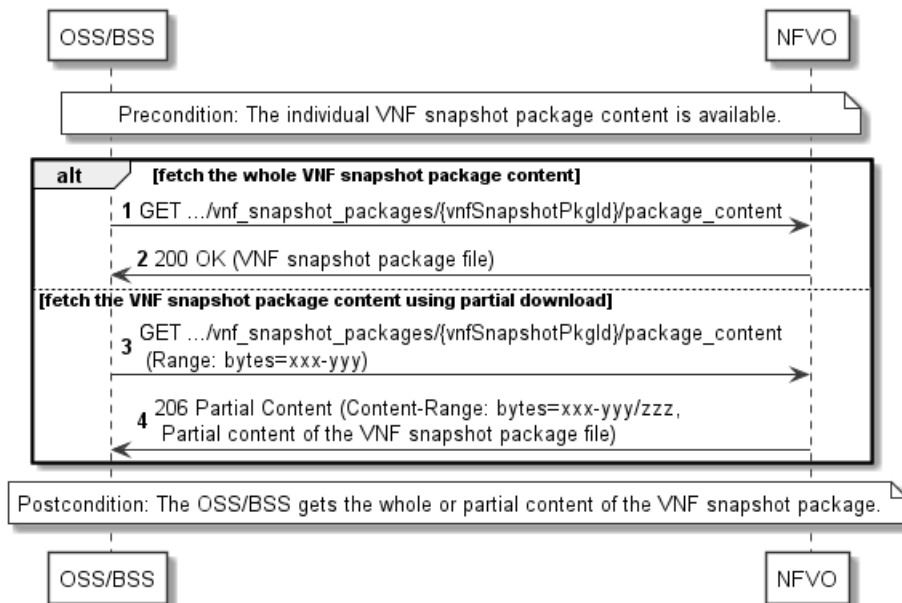 OSS/BSS
NFVO
Precondition: The individual VNF snapshot package content is available.
alt
[fetch the whole VNF snapshot package content]
1 GET .../vnf_snapshot_packages/{vnfSnapshotPkgId}/package_content
2 200 OK (VNF snapshot package file)
[fetch the VNF snapshot package content using partial download]
3 GET .../vnf_snapshot_packages/{vnfSnapshotPkgId}/package_content
(Range: bytes=xxx-yyy)
4 206 Partial Content (Content-Range: bytes=xxx-yyy/zzz,
Partial content of the VNF snapshot package file)
Postcondition: The OSS/BSS gets the whole or partial content of the VNF snapshot package.
OSS/BSS
NFVO